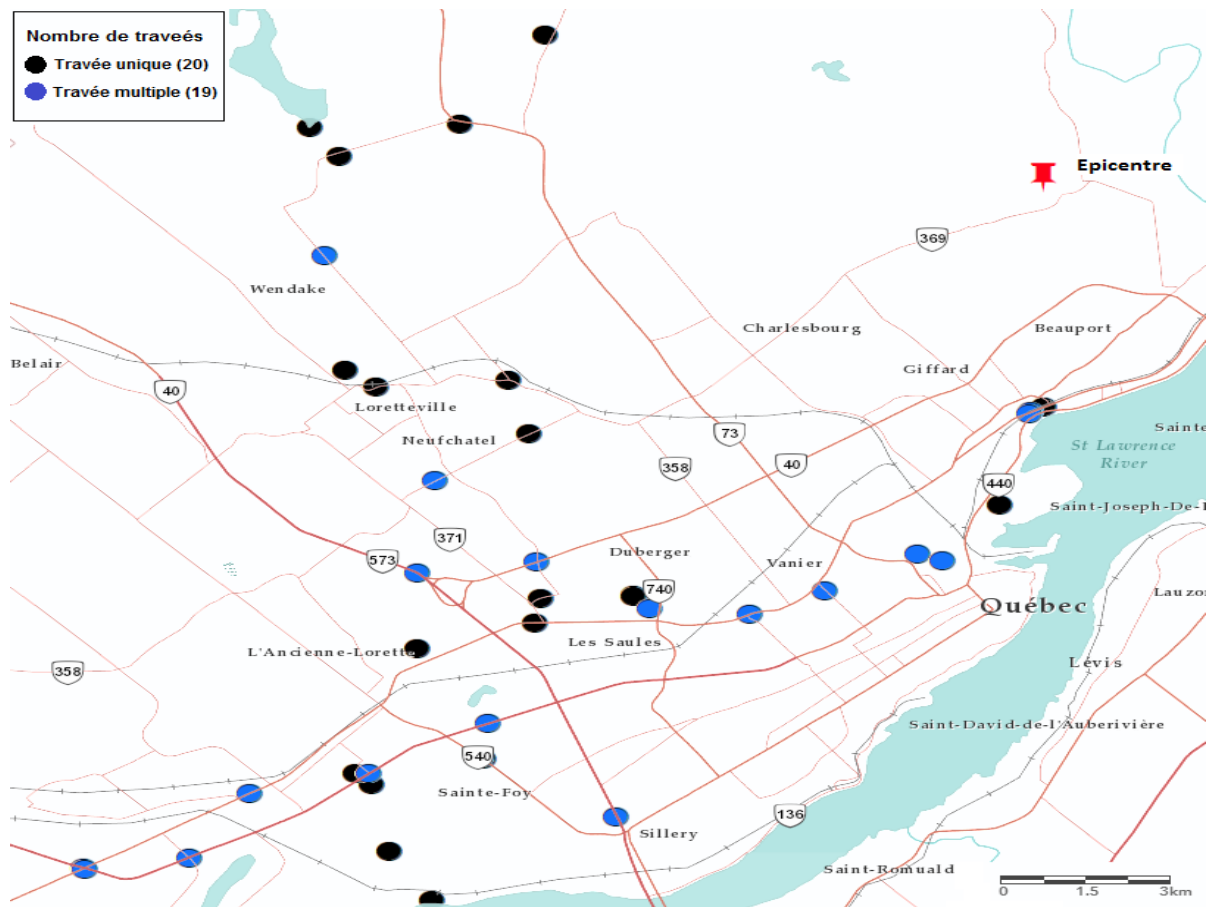 Nombre de traveés
Travée unique (20)
Travée multiple (19)
Epicentre
369
Wendake
Charlesbourg
Beauport
Belair
Giffard
40
Loretteville
Neufchatel
73
358
40
Sainte
St Lawrence
River
440
Saint-Joseph-De-L
371
573
Duberger
Vanier
740
Lauzon
Québec
L'Ancienne-Lorette
Les Saules
358
Lévis
Saint-David-de-l'Auberivière
540
Sainte-Foy
136
Sillery
Saint-Romuald
0 1.5 3km